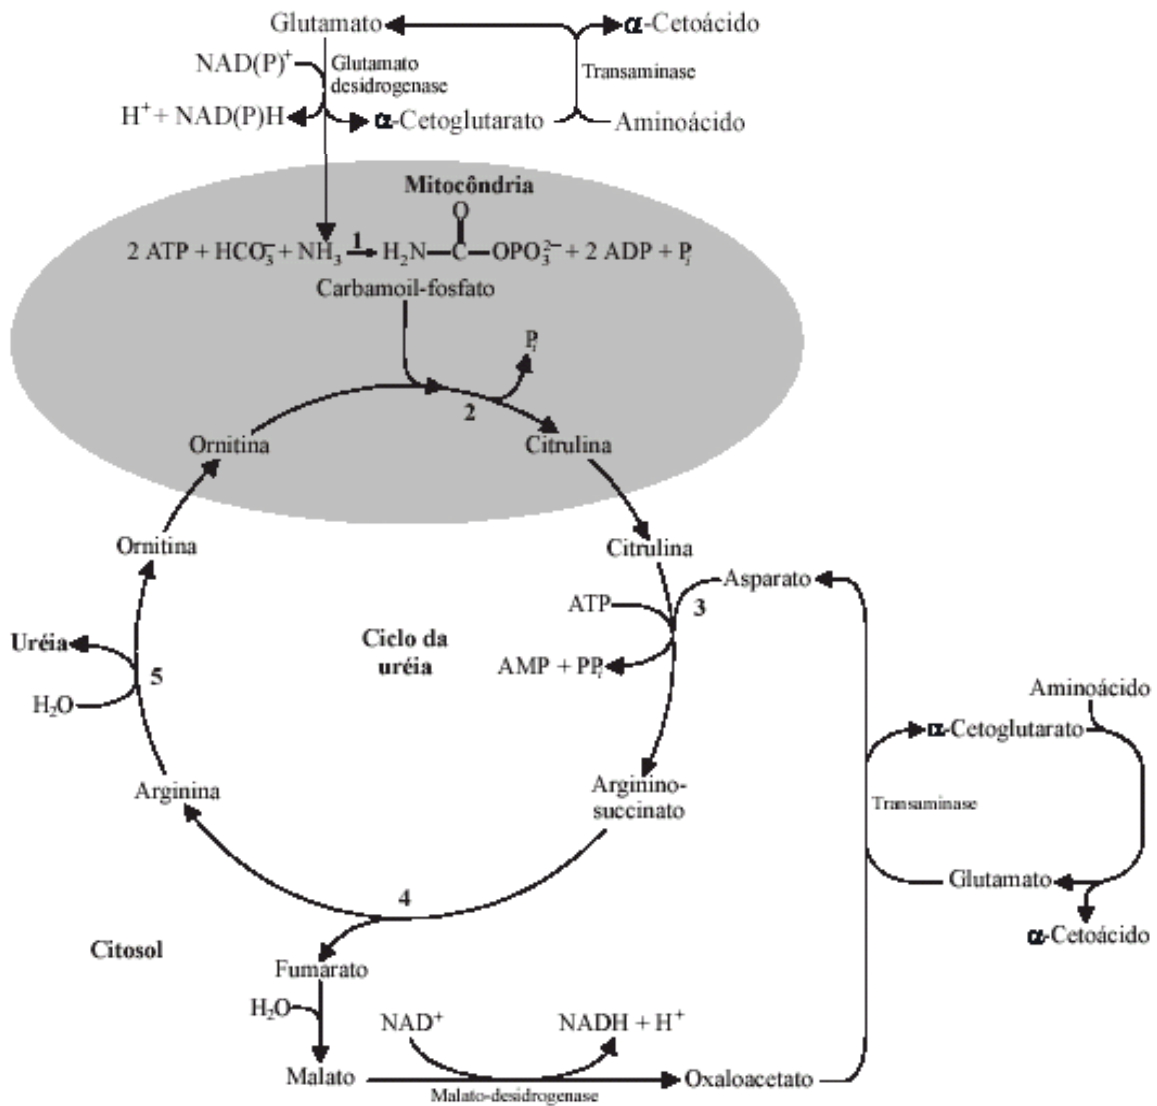 Glutamato
α-Cetoácido
NAD(P)⁺
Glutamato
desidrogenase
Transaminase
H⁺ + NAD(P)H
α-Cetoglutarato
Aminoácido
Mitocôndria
O
2 ATP + HCO₃⁻ + NH₃ 1 H₂N—C—OPO₃²⁻ + 2 ADP + Pᵢ
Carbamoil-fosfato
Pᵢ
2
Ornitina
Citrulina
Ornitina
Citrulina
Asparato
ATP
3
Uréia
Ciclo da
uréia
AMP + PPᵢ
5
H₂O
Aminoácido
α-Cetoglutarato
Arginina
Arginino-
succinato
Transaminase
Glutamato
4
α-Cetoácido
Citosol
Fumarato
H₂O
NAD⁺
NADH + H⁺
Malato
Oxaloacetato
Malato-desidrogenase